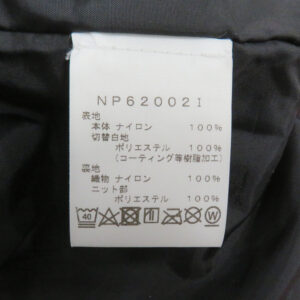 NP62002I
表地
本体 ナイロン 100%
切替白地
ポリエステル 100%
(コーティング等樹脂加工)
裏地
織物 ナイロン 100%
ニット部
ポリエステル 100%
40 W